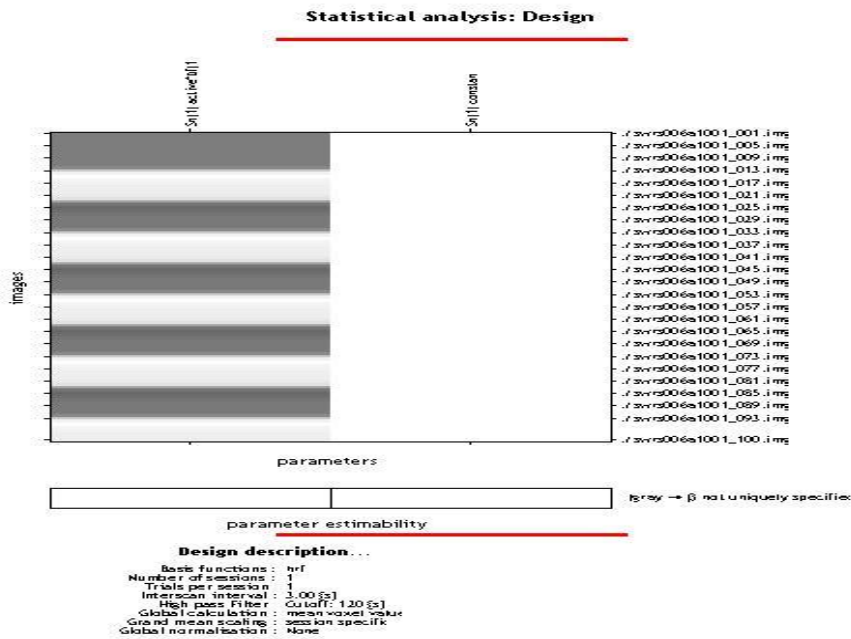 Statistical analysis: Design
Sn(1) active*bf(1
Sn(1) constan
images
./swrs006a1001_001.img
./swrs006a1001_005.img
./swrs006a1001_009.img
./swrs006a1001_013.img
./swrs006a1001_017.img
./swrs006a1001_021.img
./swrs006a1001_025.img
./swrs006a1001_029.img
./swrs006a1001_033.img
./swrs006a1001_037.img
./swrs006a1001_041.img
./swrs006a1001_045.img
./swrs006a1001_049.img
./swrs006a1001_053.img
./swrs006a1001_057.img
./swrs006a1001_061.img
./swrs006a1001_065.img
./swrs006a1001_069.img
./swrs006a1001_073.img
./swrs006a1001_077.img
./swrs006a1001_081.img
./swrs006a1001_085.img
./swrs006a1001_089.img
./swrs006a1001_093.img
./swrs006a1001_100.img
parameters
(gray → β not uniquely specified
parameter estimability
Design description...
Basis functions : hrf
Number of sessions : 1
Trials per session : 1
Interscan interval : 3.00 {s}
High pass Filter : Cutoff: 120 {s}
Global calculation : mean voxel value
Grand mean scaling : session specific
Global normalisation : None